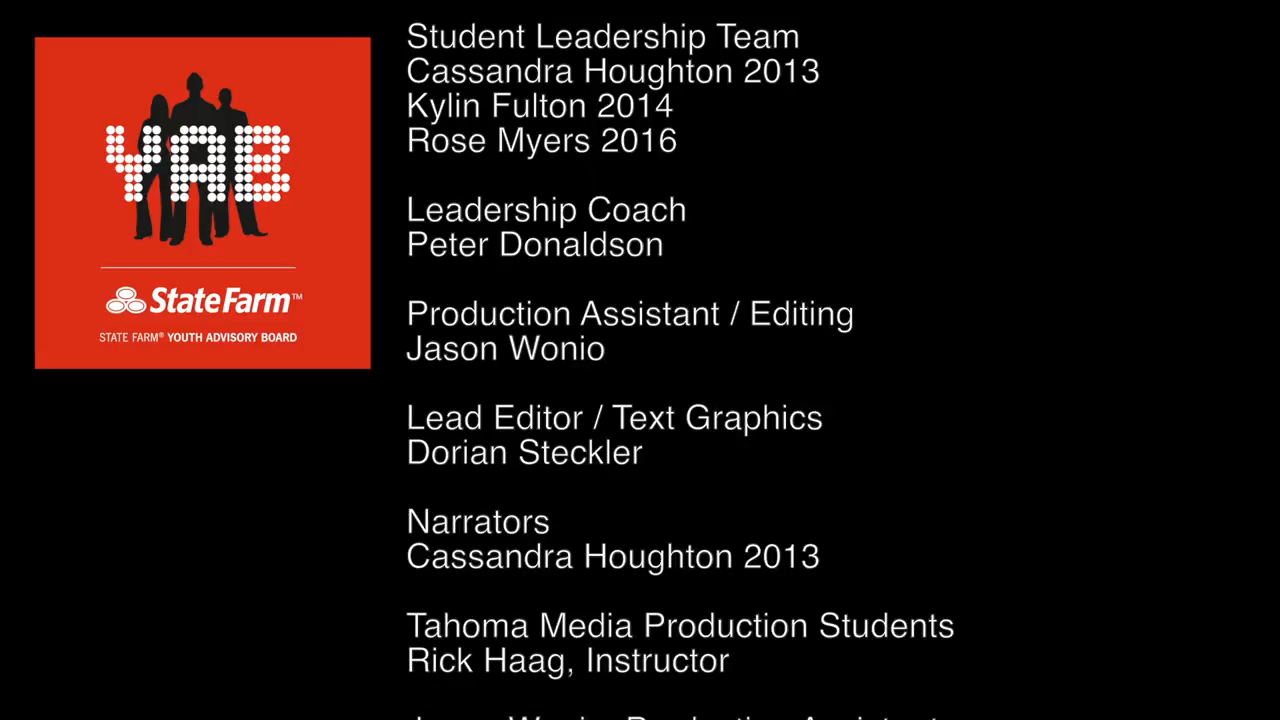 YAB
StateFarm™
STATE FARM® YOUTH ADVISORY BOARD
Student Leadership Team
Cassandra Houghton 2013
Kylin Fulton 2014
Rose Myers 2016
Leadership Coach
Peter Donaldson
Production Assistant / Editing
Jason Wonio
Lead Editor / Text Graphics
Dorian Steckler
Narrators
Cassandra Houghton 2013
Tahoma Media Production Students
Rick Haag, Instructor